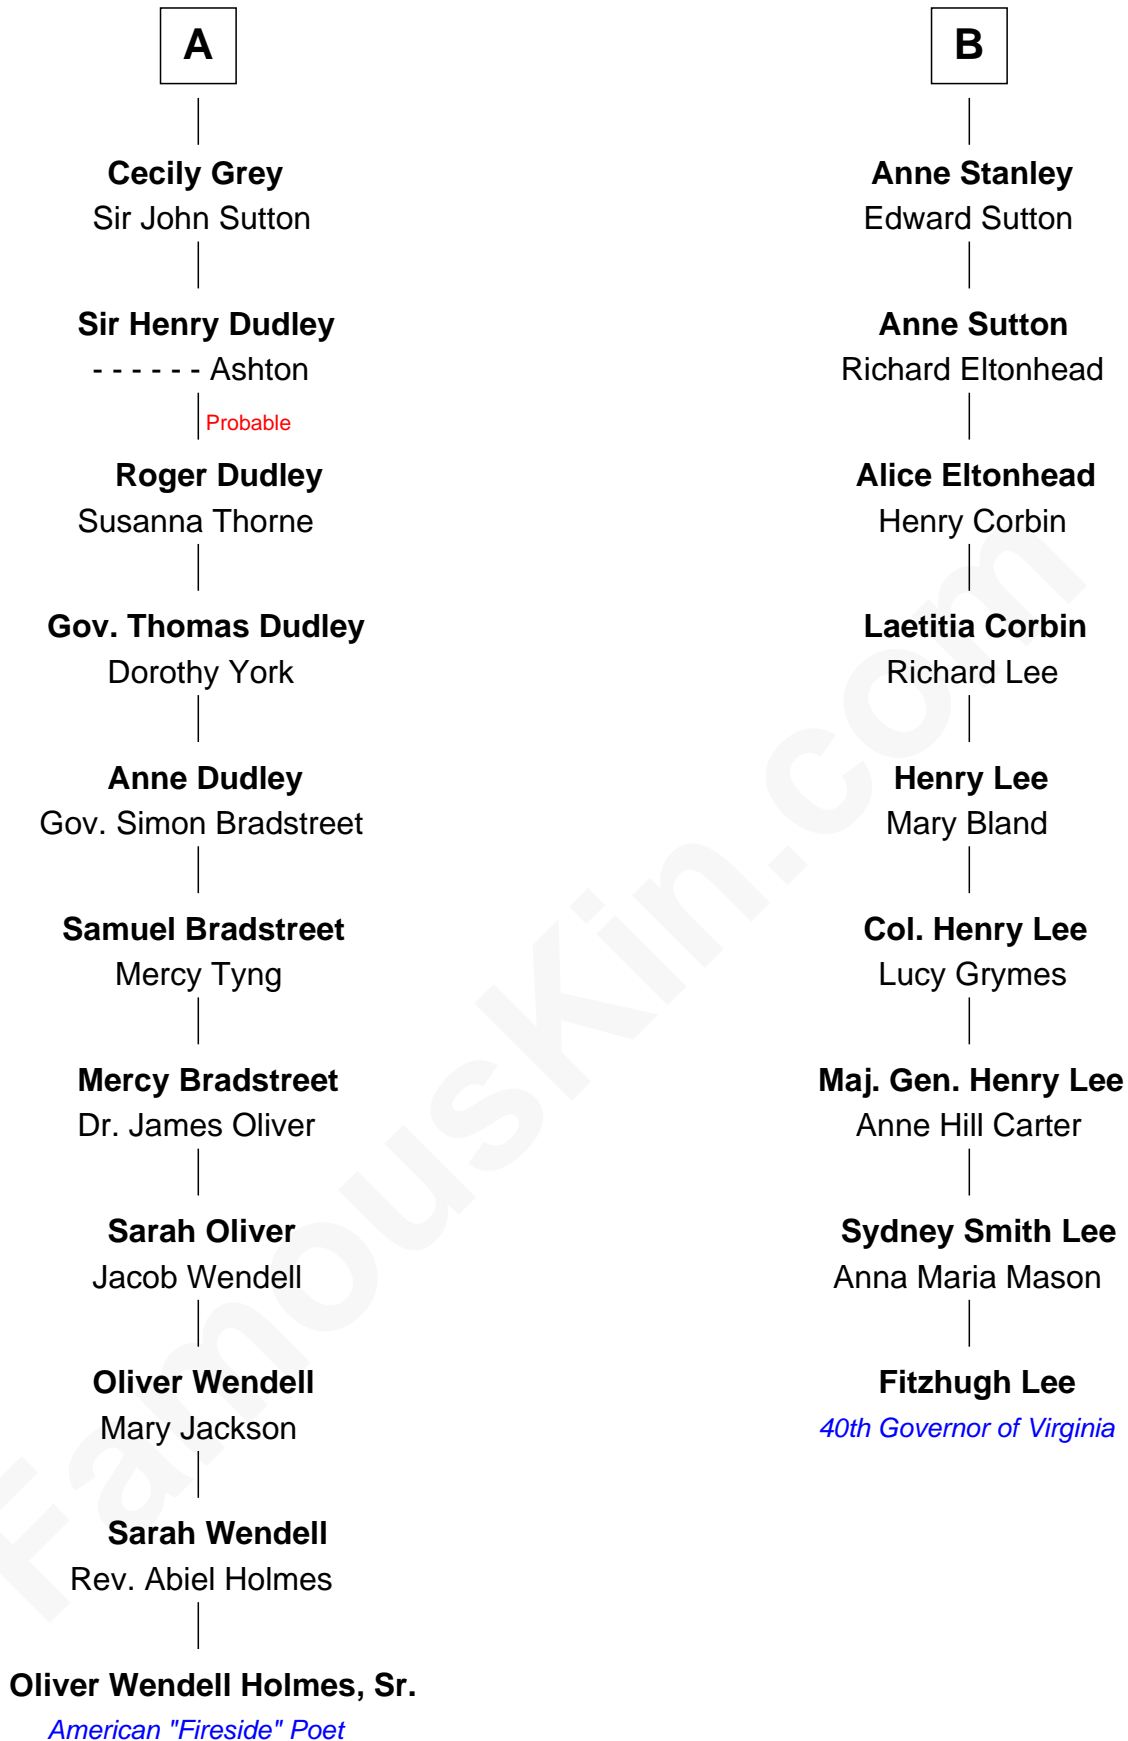 A
Cecily Grey
Sir John Sutton
Sir Henry Dudley
- - - - - - Ashton
Probable
Roger Dudley
Susanna Thorne
Gov. Thomas Dudley
Dorothy York
Anne Dudley
Gov. Simon Bradstreet
Samuel Bradstreet
Mercy Tyng
Mercy Bradstreet
Dr. James Oliver
Sarah Oliver
Jacob Wendell
Oliver Wendell
Mary Jackson
Sarah Wendell
Rev. Abiel Holmes
Oliver Wendell Holmes, Sr.
American "Fireside" Poet
B
Anne Stanley
Edward Sutton
Anne Sutton
Richard Eltonhead
Alice Eltonhead
Henry Corbin
Laetitia Corbin
Richard Lee
Henry Lee
Mary Bland
Col. Henry Lee
Lucy Grymes
Maj. Gen. Henry Lee
Anne Hill Carter
Sydney Smith Lee
Anna Maria Mason
Fitzhugh Lee
40th Governor of Virginia
FamousKin.com